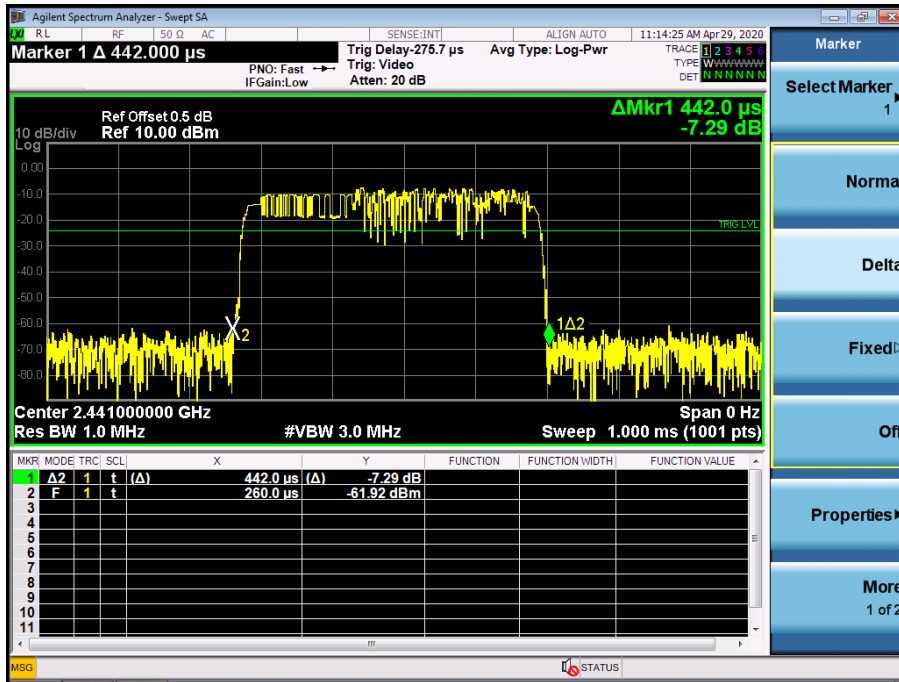 Agilent Spectrum Analyzer - Swept SA
LXI RL RF 50 Ω AC SENSE:INT ALIGN AUTO 11:14:25 AM Apr 29, 2020
Marker 1 Δ 442.000 µs
PNO: Fast
IFGain:Low
Trig Delay-275.7 µs
Trig: Video
Atten: 20 dB
Avg Type: Log-Pwr
TRACE 1 2 3 4 5 6
TYPE WWWWWW
DET N N N N N N
Ref Offset 0.5 dB
10 dB/div Ref 10.00 dBm
Log
ΔMkr1 442.0 µs
-7.29 dB
0.00
-10.0
-20.0
TRIG LVL
-30.0
-40.0
-50.0
-60.0
2
1Δ2
-70.0
-80.0
Center 2.441000000 GHz Span 0 Hz
Res BW 1.0 MHz #VBW 3.0 MHz Sweep 1.000 ms (1001 pts)
MKR MODE TRC SCL X Y FUNCTION FUNCTION WIDTH FUNCTION VALUE
1 Δ2 1 t (Δ) 442.0 µs (Δ) -7.29 dB
2 F 1 t 260.0 µs -61.92 dBm
3
4
5
6
7
8
9
10
11
MSG STATUS
Marker
Select Marker
1
Norma
Delta
Fixed
Of
Properties
More
1 of 2